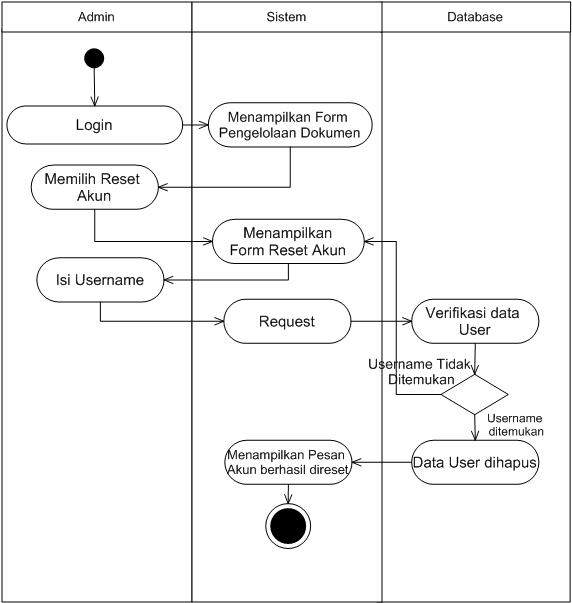 Admin
Sistem
Database
Login
Menampilkan Form
Pengelolaan Dokumen
Memilih Reset
Akun
Menampilkan
Form Reset Akun
Isi Username
Request
Verifikasi data
User
Username Tidak
Ditemukan
Username
ditemukan
Menampilkan Pesan
Akun berhasil direset
Data User dihapus